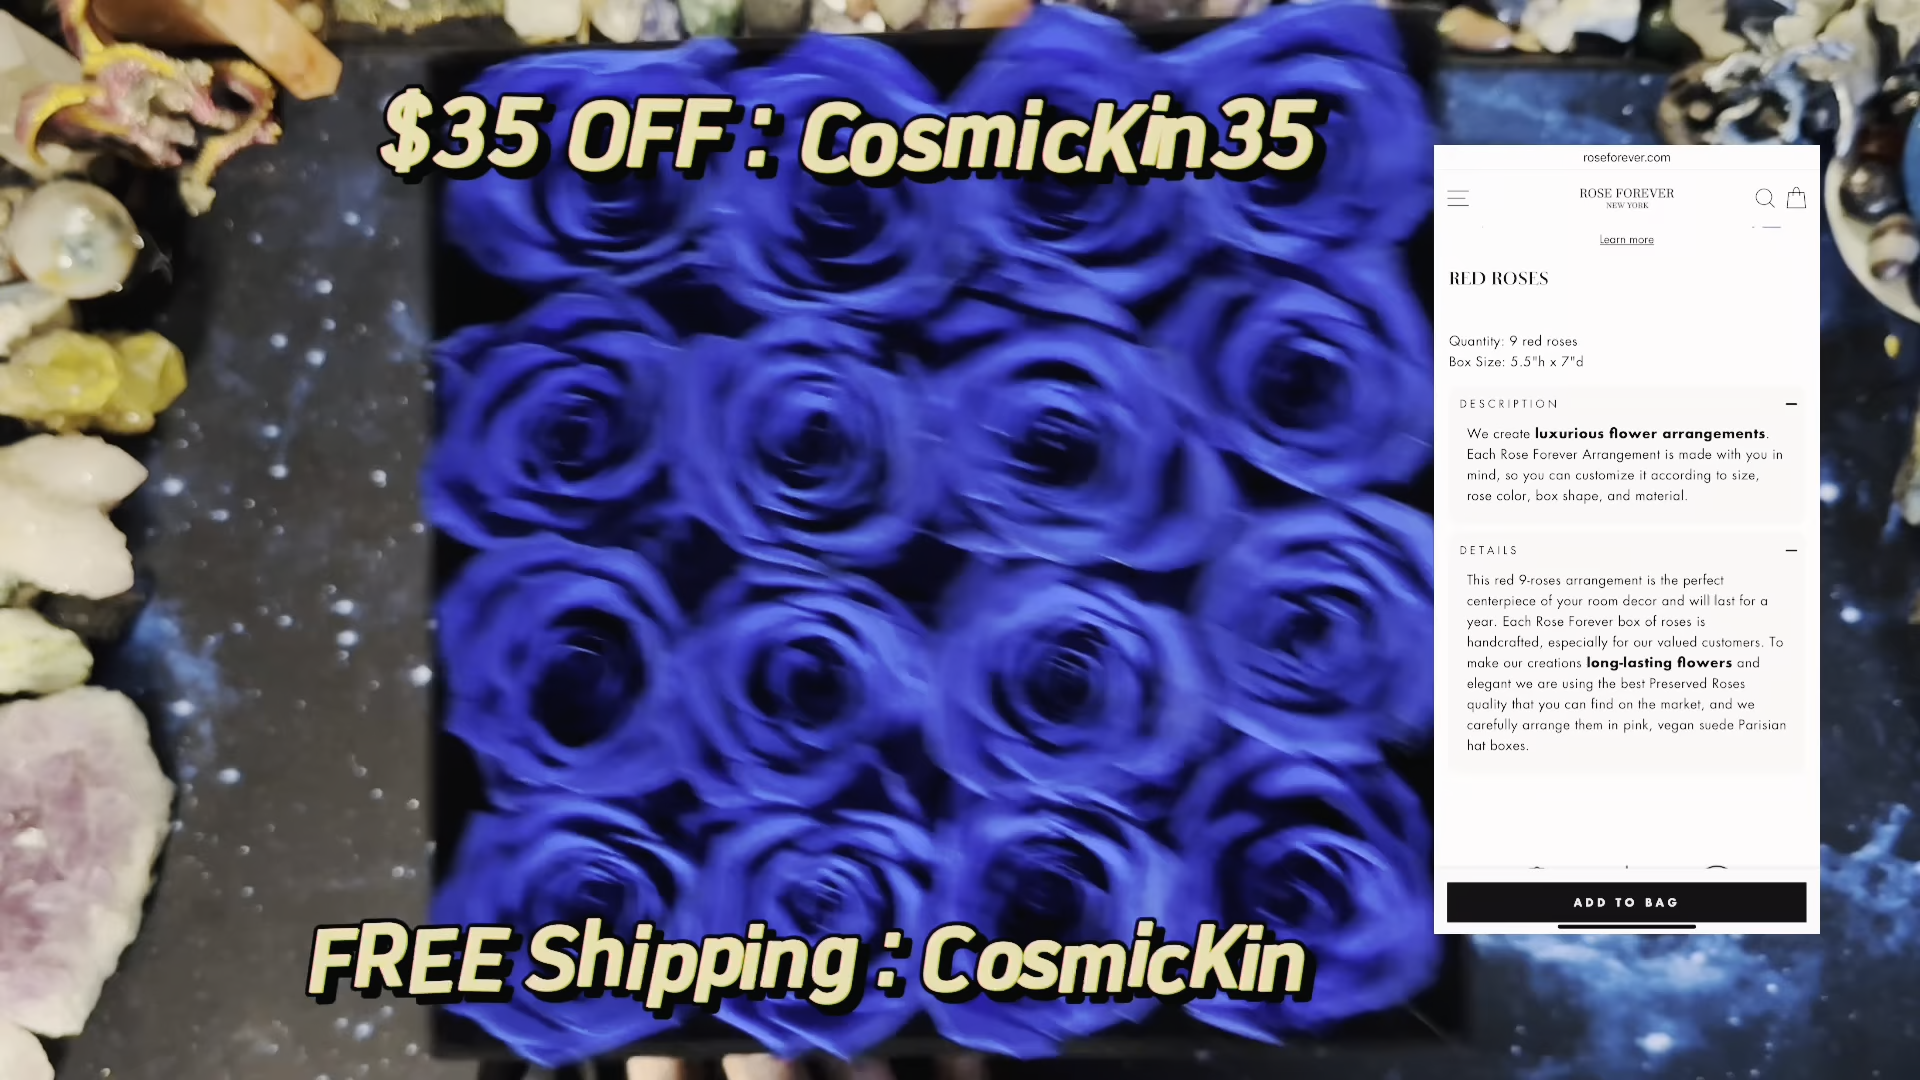 $35 OFF : CosmicKin35
roseforever.com
ROSE FOREVER
NEW YORK
Learn more
RED ROSES
Quantity: 9 red roses
Box Size: 5.5"h x 7"d
DESCRIPTION
We create luxurious flower arrangements.
Each Rose Forever Arrangement is made with you in
mind, so you can customize it according to size,
rose color, box shape, and material.
DETAILS
This red 9-roses arrangement is the perfect
centerpiece of your room decor and will last for a
year. Each Rose Forever box of roses is
handcrafted, especially for our valued customers. To
make our creations long-lasting flowers and
elegant we are using the best Preserved Roses
quality that you can find on the market, and we
carefully arrange them in pink, vegan suede Parisian
hat boxes.
ADD TO BAG
FREE Shipping : CosmicKin